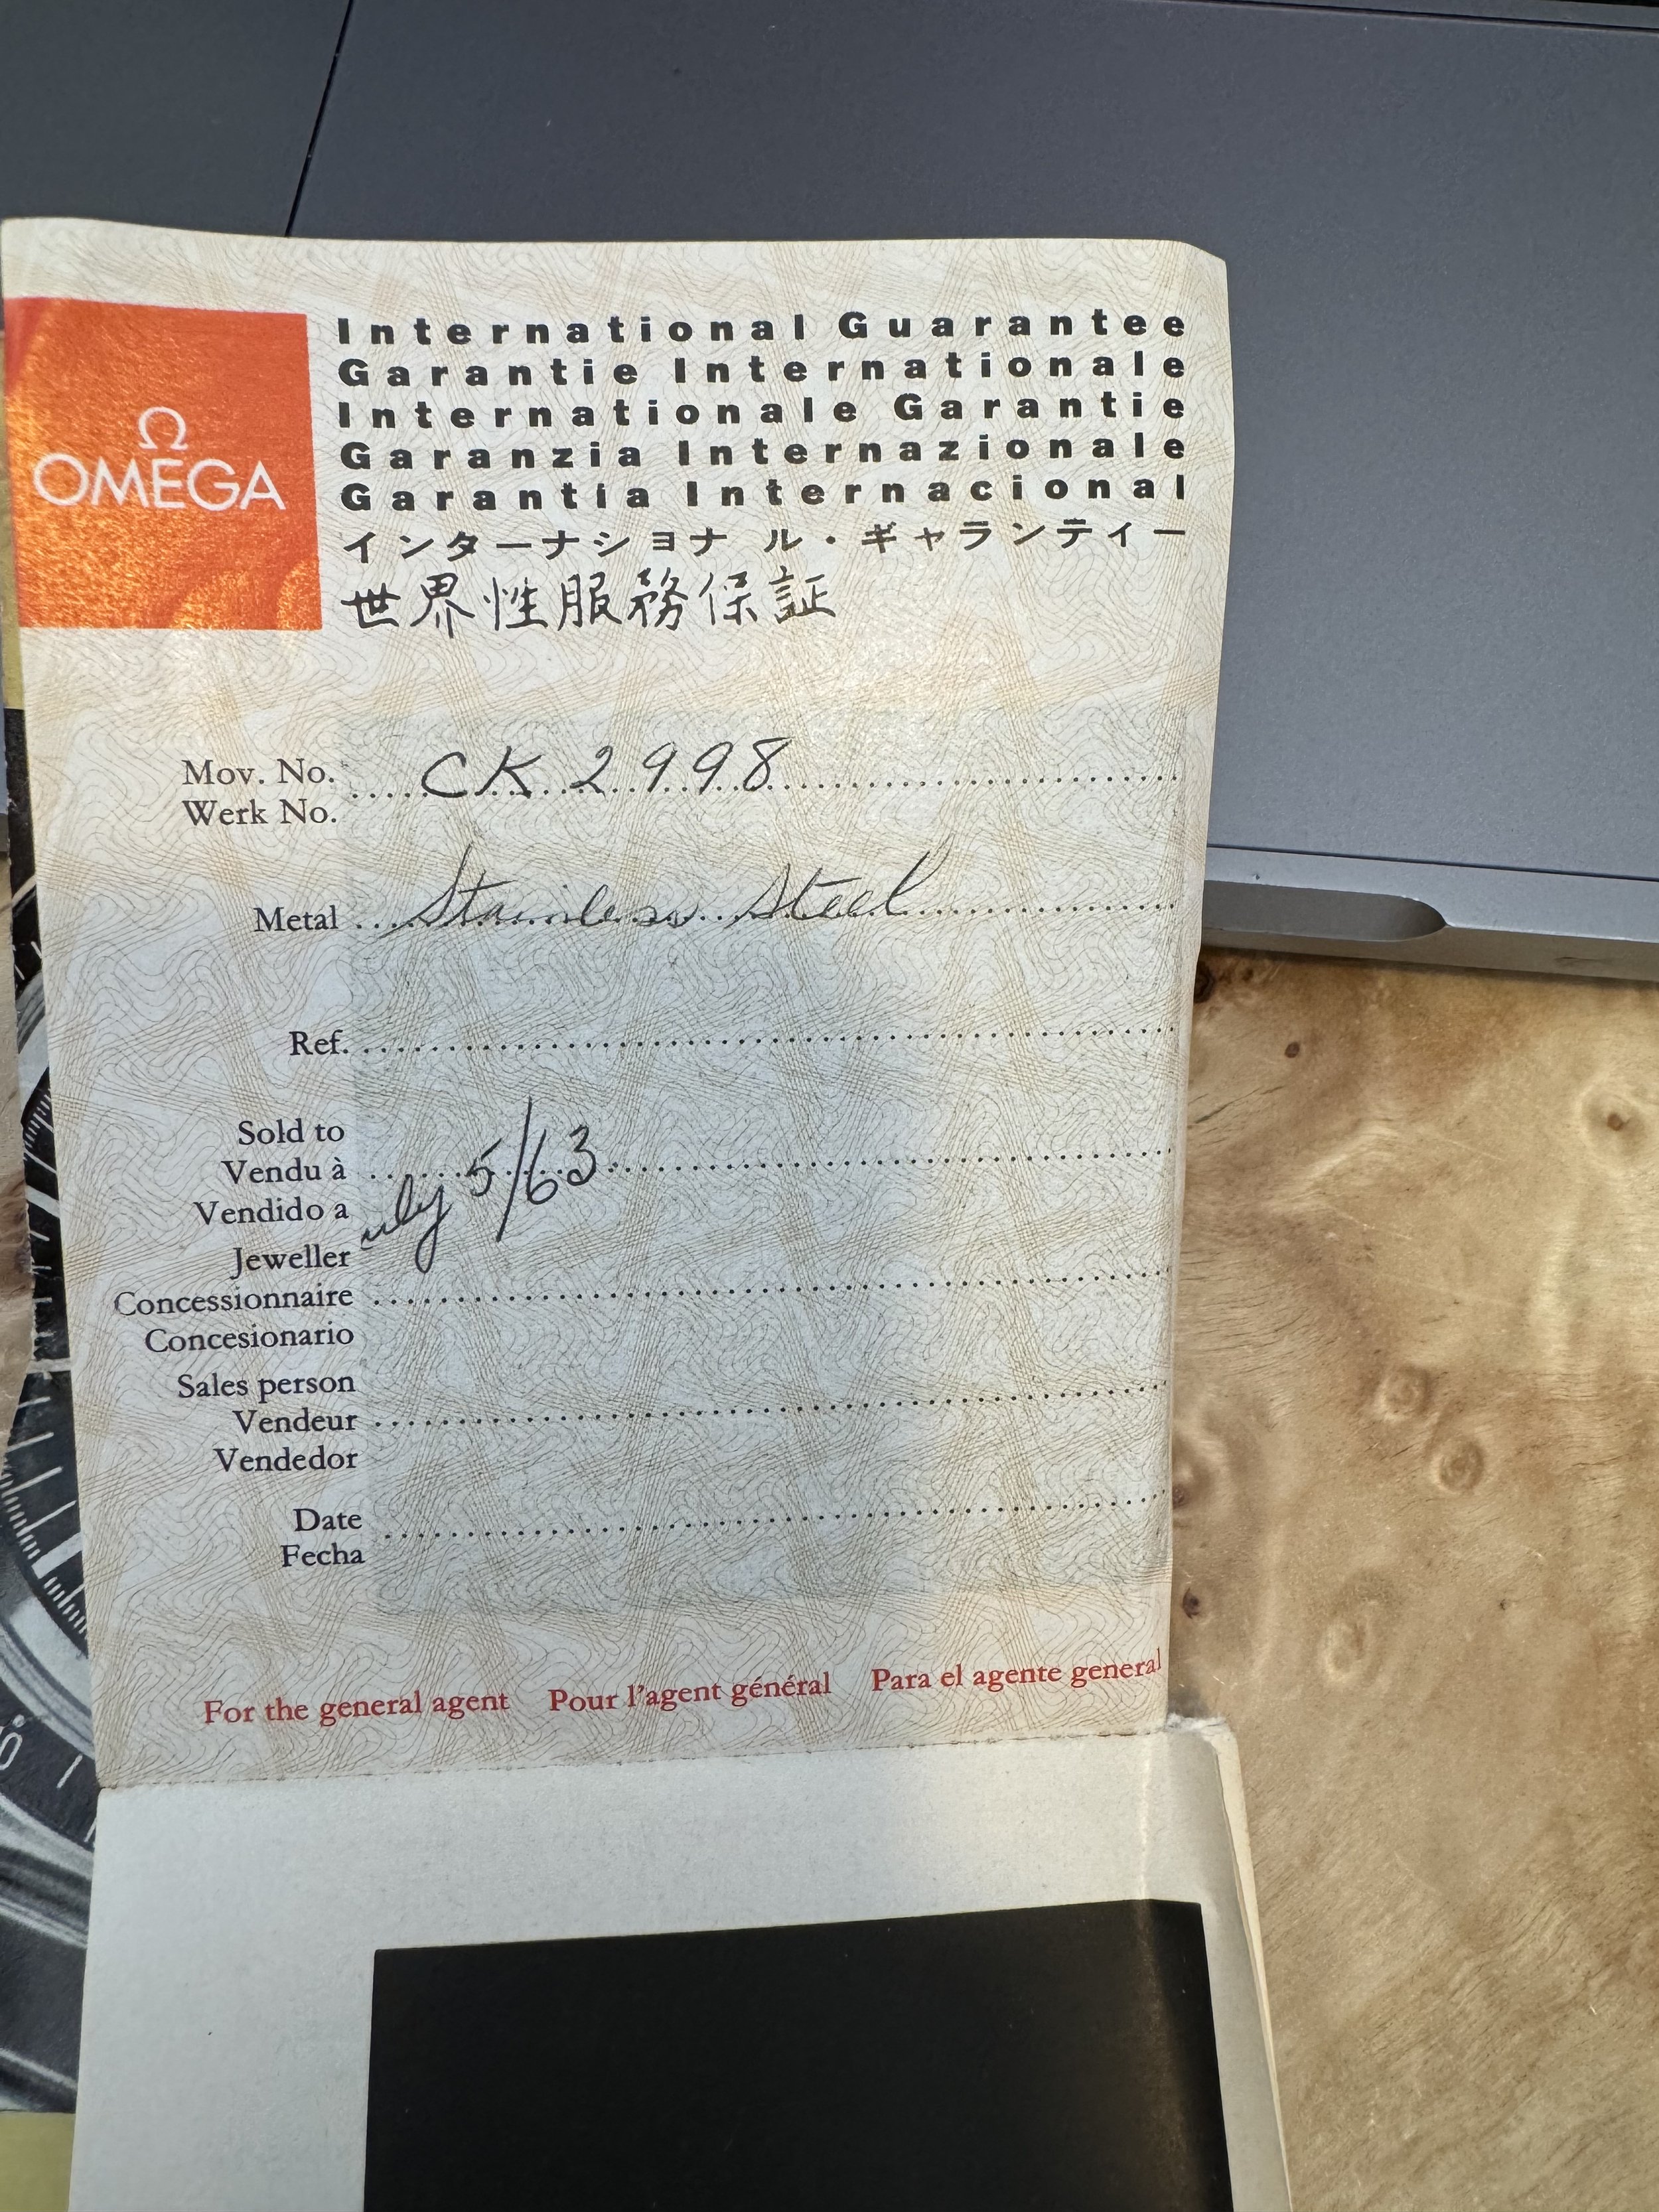 Ω
OMEGA
International Guarantee
Garantie Internationale
Internationale Garantie
Garanzia Internazionale
Garantia Internacional
インターナショナル・ギャランティー
世界性服務保証
Mov. No. CK 2998
Werk No.
Metal Stainless Steel
Ref.
Sold to
Vendu à
Vendido a
uly 5/63
Jeweller
Concessionnaire
Concesionario
Sales person
Vendeur
Vendedor
Date
Fecha
For the general agent Pour l'agent général Para el agente general